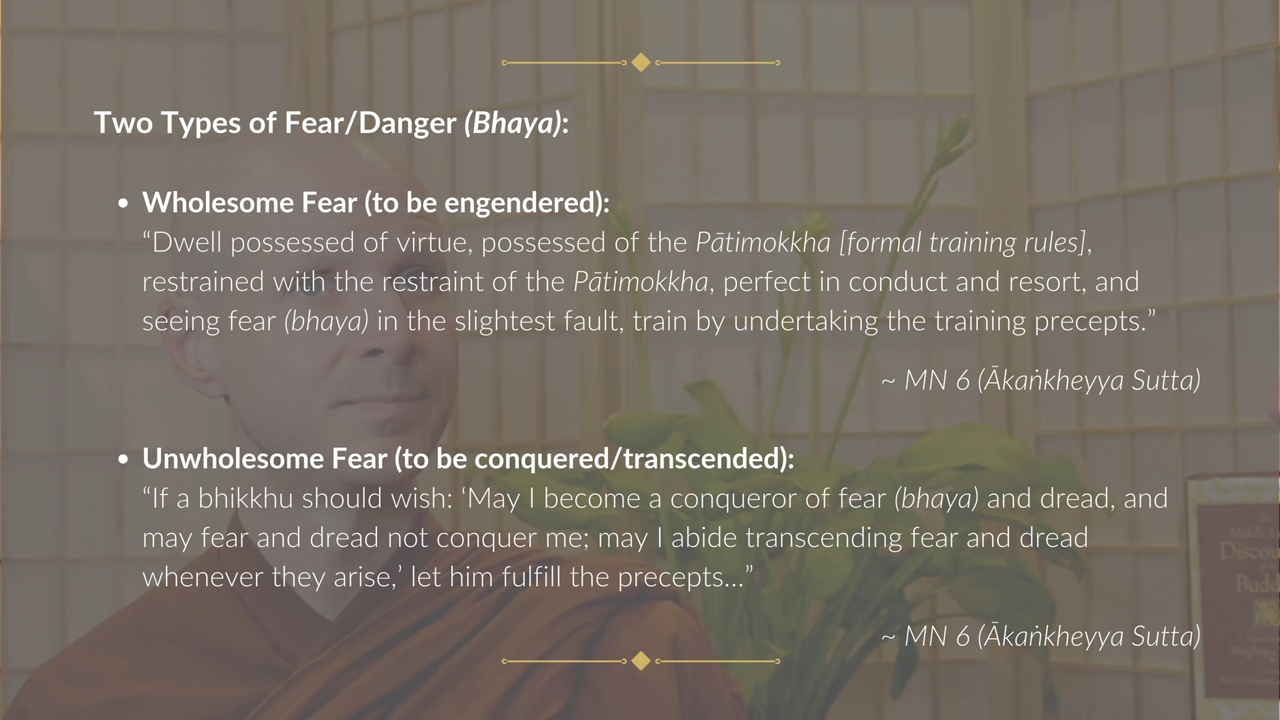 Two Types of Fear/Danger (Bhaya):
• Wholesome Fear (to be engendered):
“Dwell possessed of virtue, possessed of the Pātimokkha [formal training rules],
restrained with the restraint of the Pātimokkha, perfect in conduct and resort, and
seeing fear (bhaya) in the slightest fault, train by undertaking the training precepts.”
~ MN 6 (Ākaṅkheyya Sutta)
• Unwholesome Fear (to be conquered/transcended):
“If a bhikkhu should wish: ‘May I become a conqueror of fear (bhaya) and dread, and
may fear and dread not conquer me; may I abide transcending fear and dread
whenever they arise,’ let him fulfill the precepts...”
~ MN 6 (Ākaṅkheyya Sutta)